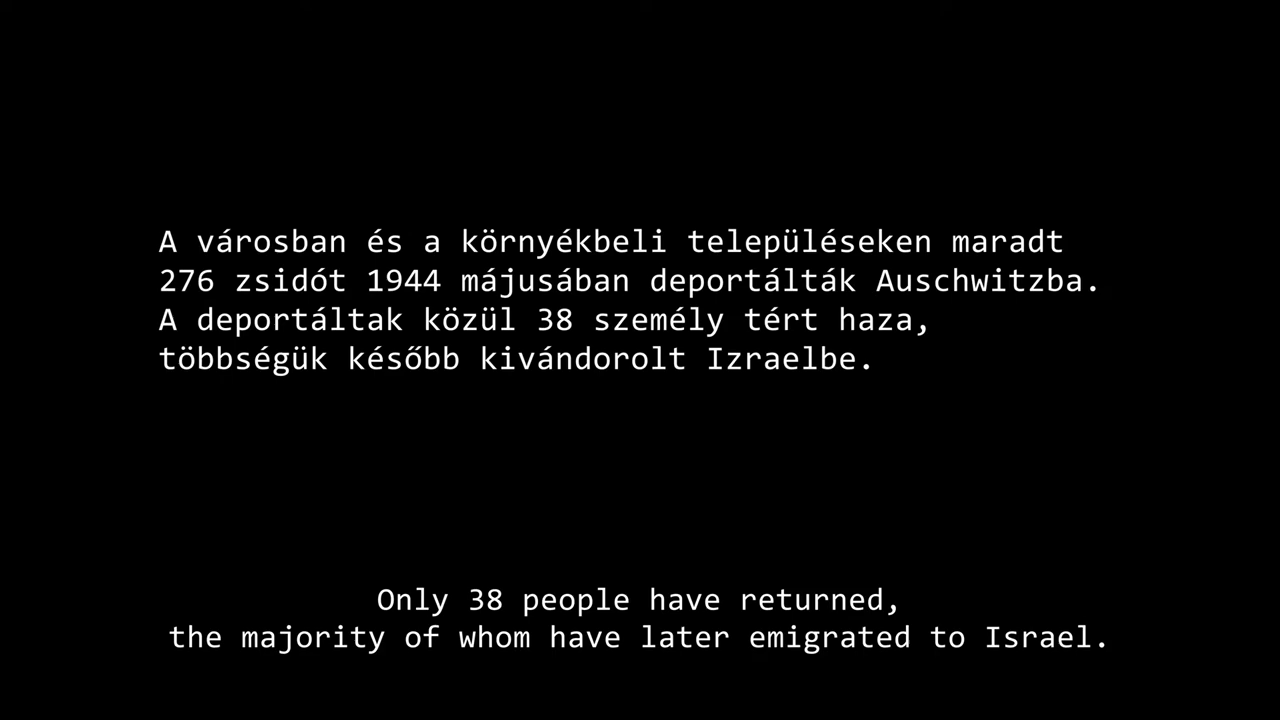 A városban és a környékbeli településeken maradt
276 zsidót 1944 májusában deportálták Auschwitzba.
A deportáltak közül 38 személy tért haza,
többségük később kivándorolt Izraelbe.
Only 38 people have returned,
the majority of whom have later emigrated to Israel.